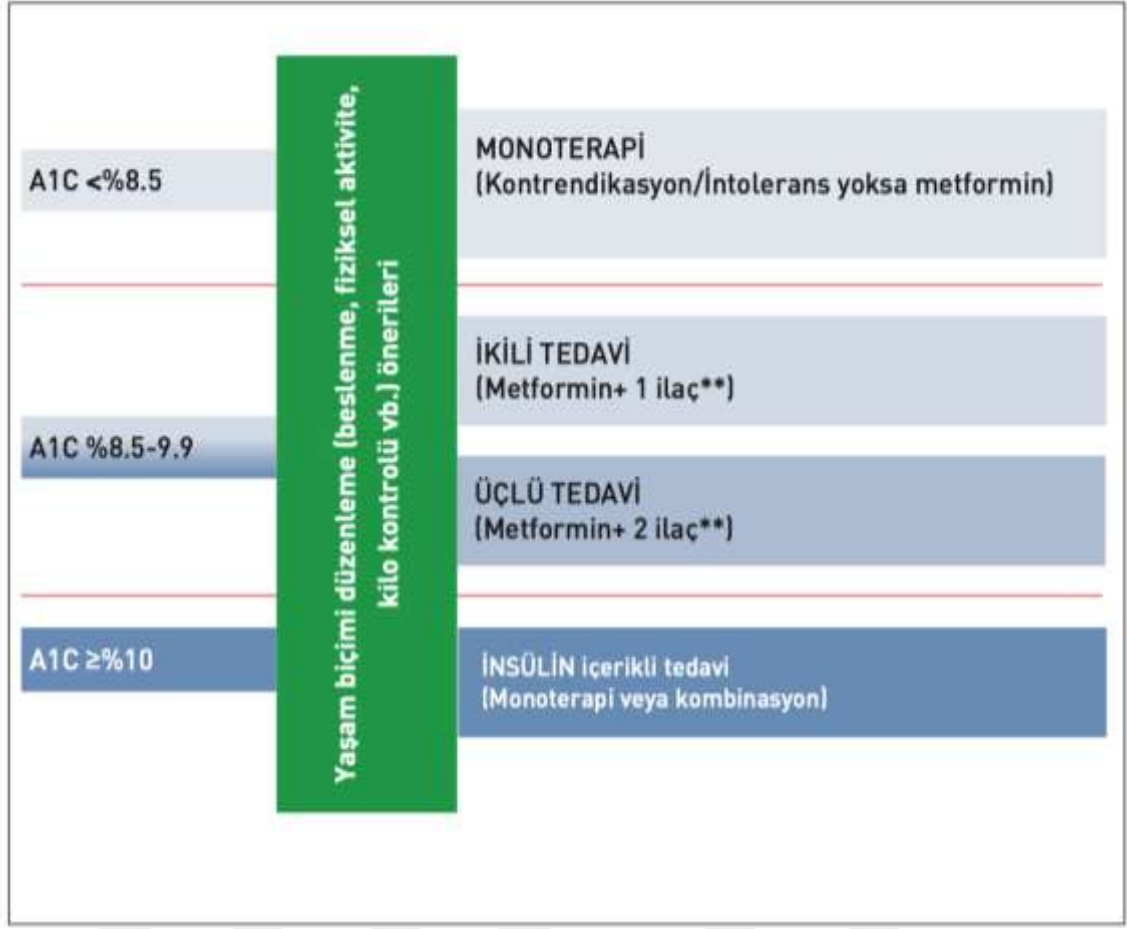 A1C <%8.5
Yaşam biçimi düzenleme (beslenme, fiziksel aktivite,
kilo kontrolü vb.) önerileri
MONOTERAPİ
(Kontrendikasyon/İntolerans yoksa metformin)
A1C %8.5-9.9
İKİLİ TEDAVİ
(Metformin+ 1 ilaç**)
ÜÇLÜ TEDAVİ
(Metformin+ 2 ilaç**)
A1C ≥%10
İNSÜLİN içerikli tedavi
(Monoterapi veya kombinasyon)